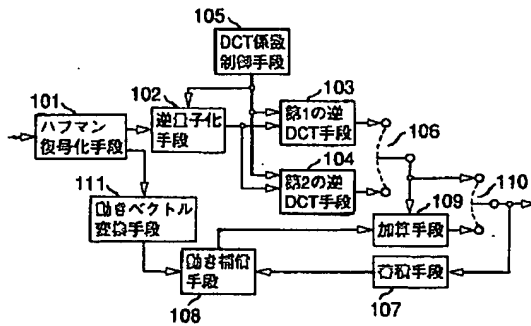 105
DCT係数
制御手段
101
102
103
ハフマン
復号化手段
逆量子化
手段
第1の逆
DCT手段
106
104
第2の逆
DCT手段
111
109
110
動きベクトル
変換手段
加算手段
動き補償
手段
蓄積手段
108
107